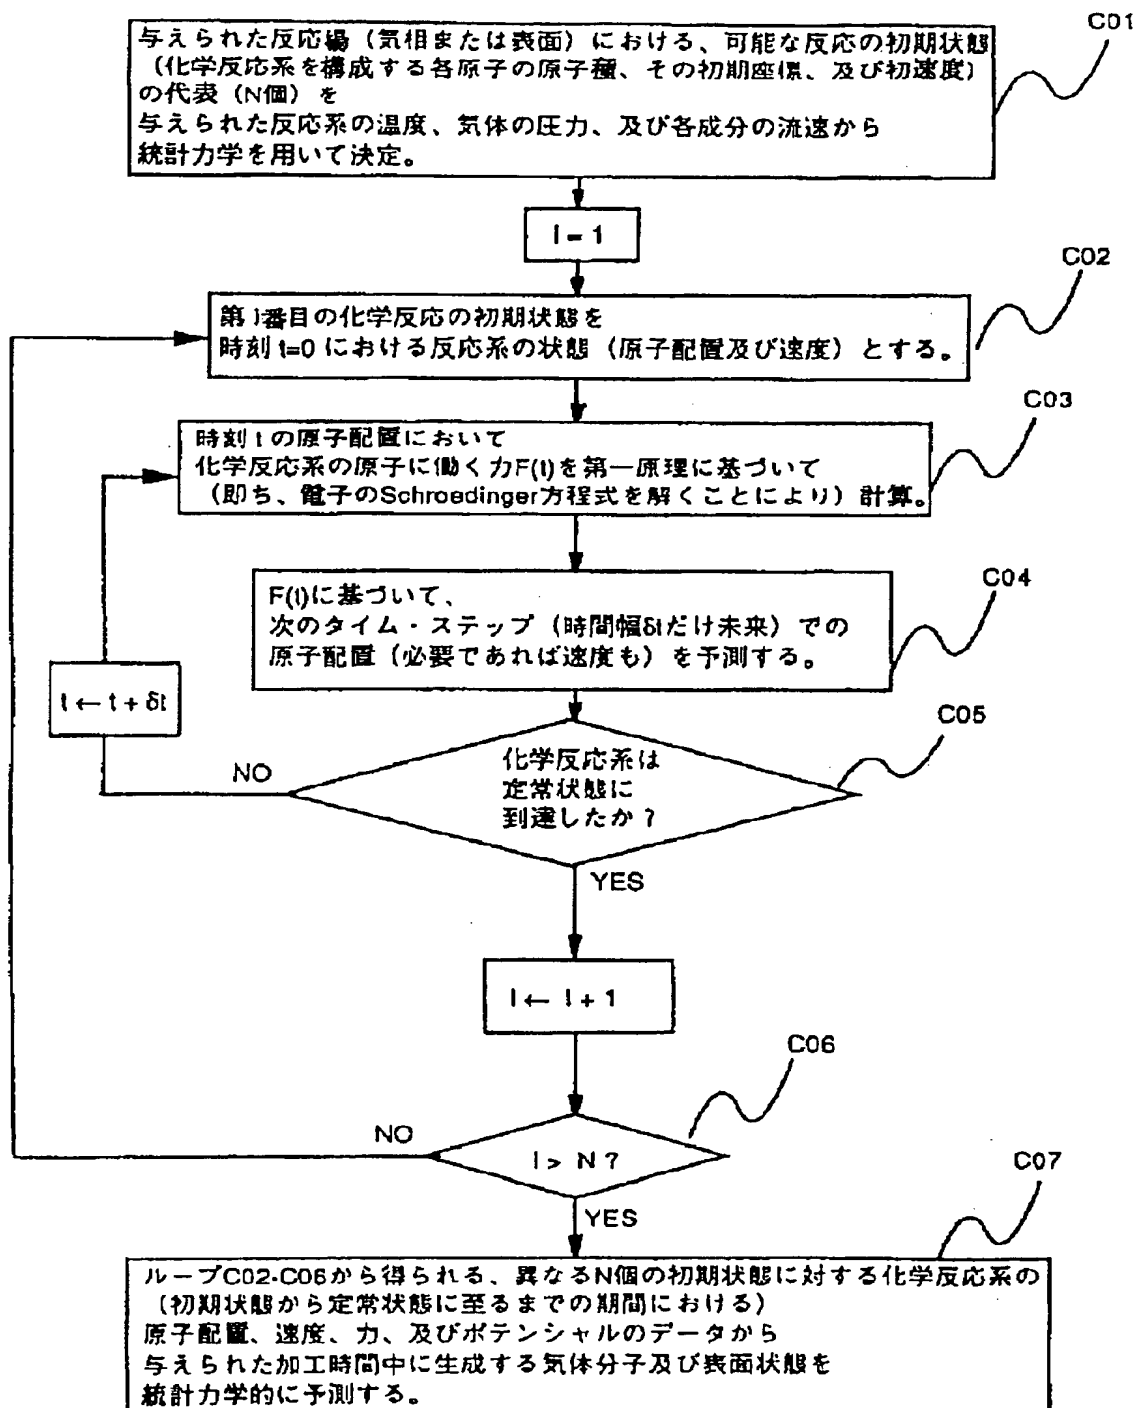 C01
与えられた反応場（気相または表面）における、可能な反応の初期状態
（化学反応系を構成する各原子の原子種、その初期座標、及び初速度）
の代表（N個）を
与えられた反応系の温度、気体の圧力、及び各成分の流速から
統計力学を用いて決定。
I = 1
C02
第I番目の化学反応の初期状態を
時刻 t=0 における反応系の状態（原子配置及び速度）とする。
C03
時刻 t の原子配置において
化学反応系の原子に働く力F(t)を第一原理に基づいて
（即ち、電子のSchroedinger方程式を解くことにより）計算。
C04
F(t)に基づいて、
次のタイム・ステップ（時間幅δtだけ未来）での
原子配置（必要であれば速度も）を予測する。
t ← t + δt
C05
化学反応系は
定常状態に
到達したか？
NO
YES
I ← I + 1
C06
NO
I > N ?
YES
C07
ループC02-C06から得られる、異なるN個の初期状態に対する化学反応系の
（初期状態から定常状態に至るまでの期間における）
原子配置、速度、力、及びポテンシャルのデータから
与えられた加工時間中に生成する気体分子及び表面状態を
統計力学的に予測する。